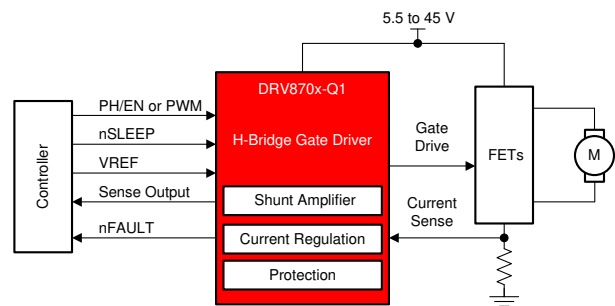 5.5 to 45 V
DRV870x-Q1
H-Bridge Gate Driver
Controller
PH/EN or PWM
nSLEEP
VREF
Sense Output
nFAULT
Shunt Amplifier
Current Regulation
Protection
Gate
Drive
Current
Sense
FETs
M